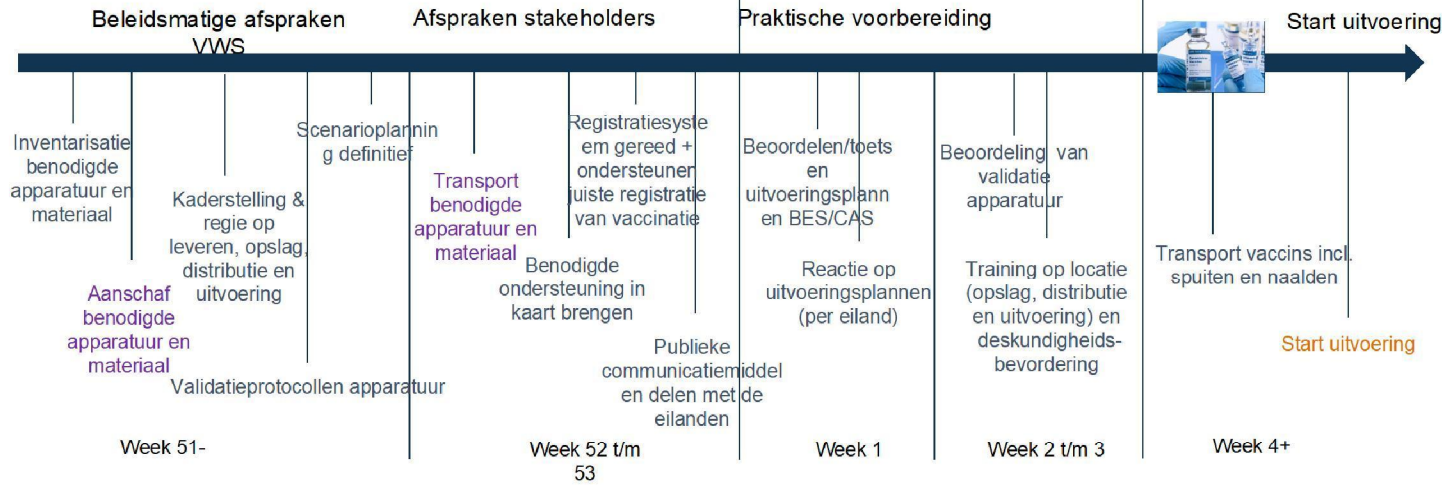 Beleidsmatige afspraken
VWS
Afspraken stakeholders
Praktische voorbereiding
Start uitvoering
Inventarisatie
benodigde
apparatuur en
materiaal
Aanschaf
benodigde
apparatuur en
materiaal
Kaderstelling &
regie op
leveren, opslag,
distributie en
uitvoering
Validatieprotocollen apparatuur
Scenarioplannin
g definitief
Transport
benodigde
apparatuur en
materiaal
Benodigde
ondersteuning in
kaart brengen
Registratiesyste
em gereed +
ondersteunen
juiste registratie
van vaccinatie
Publieke
communicatiemiddel
en delen met de
eilanden
Beoordelen/toets
en
uitvoeringsplann
en BES/CAS
Reactie op
uitvoeringsplannen
(per eiland)
Beoordeling van
validatie
apparatuur
Training op locatie
(opslag, distributie
en uitvoering) en
deskundigheids-
bevordering
Transport vaccins incl.
spuiten en naalden
Start uitvoering
Week 51-
Week 52 t/m
53
Week 1
Week 2 t/m 3
Week 4+